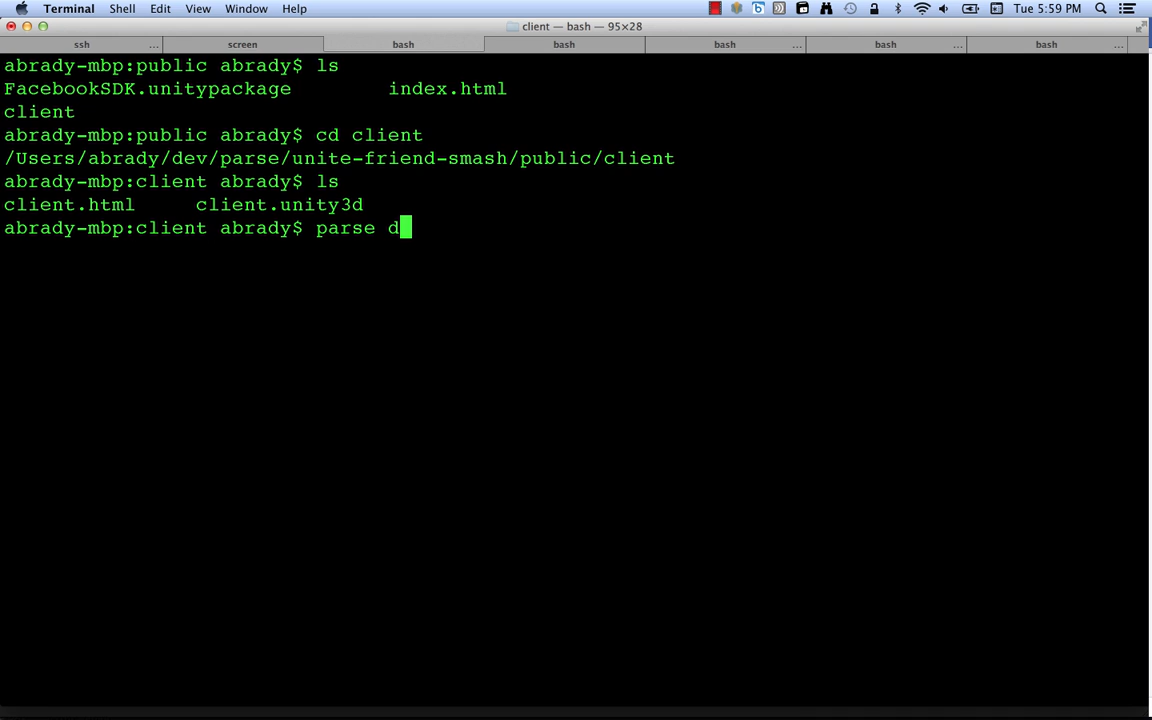 Terminal Shell Edit View Window Help Tue 5:59 PM
client — bash — 95×28
ssh ... screen bash bash bash ... bash ... bash ...
abrady-mbp:public abrady$ ls
FacebookSDK.unitypackage index.html
client
abrady-mbp:public abrady$ cd client
/Users/abrady/dev/parse/unite-friend-smash/public/client
abrady-mbp:client abrady$ ls
client.html client.unity3d
abrady-mbp:client abrady$ parse d